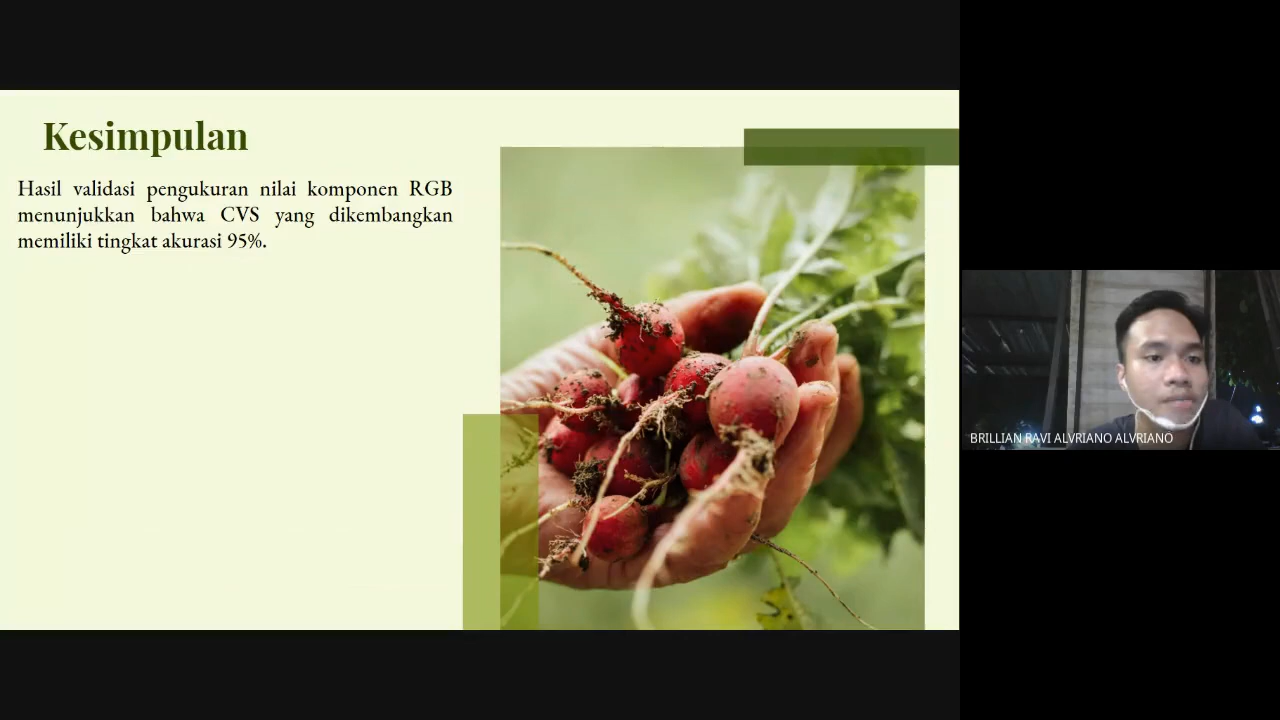 Kesimpulan
Hasil validasi pengukuran nilai komponen RGB
menunjukkan bahwa CVS yang dikembangkan
memiliki tingkat akurasi 95%.
BRILLIAN RAVI ALVRIANO ALVRIANO